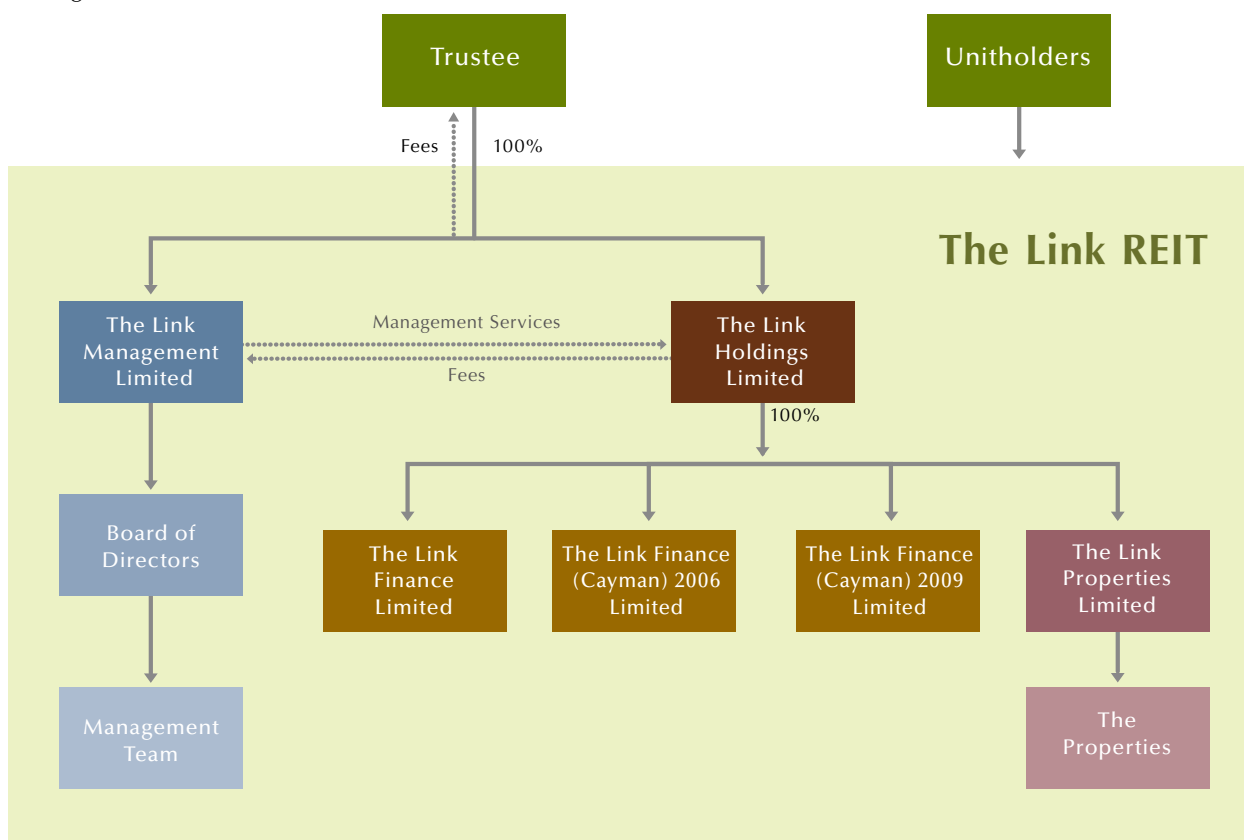 Trustee
Unitholders
Fees
100%
The Link REIT
The Link
Management
Limited
Management Services
Fees
The Link
Holdings
Limited
100%
Board of
Directors
The Link
Finance
Limited
The Link Finance
(Cayman) 2006
Limited
The Link Finance
(Cayman) 2009
Limited
The Link
Properties
Limited
Management
Team
The
Properties